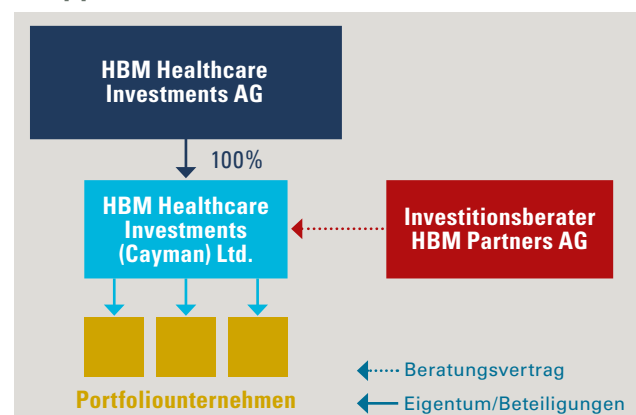 HBM Healthcare
Investments AG
100%
HBM Healthcare
Investments
(Cayman) Ltd.
Investitionsberater
HBM Partners AG
Portfoliounternehmen
Beratungsvertrag
Eigentum/Beteiligungen